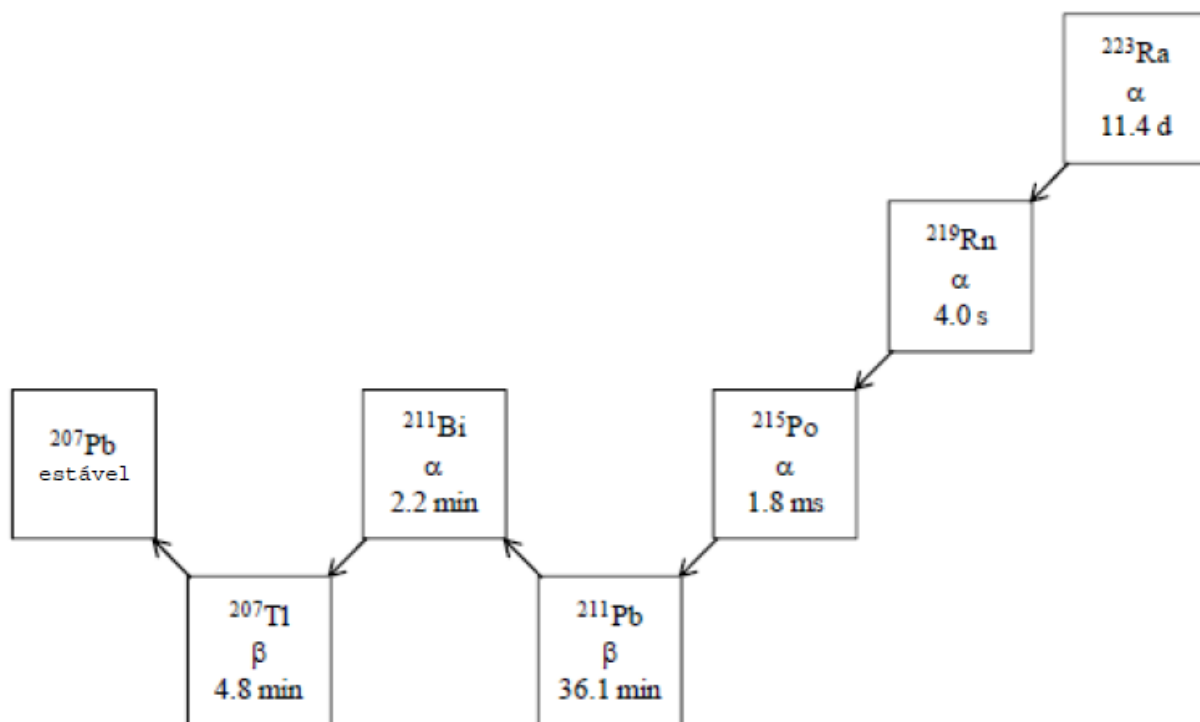 ²²³Ra
α
11.4 d
²¹⁹Rn
α
4.0 s
²¹⁵Po
α
1.8 ms
²¹¹Pb
β
36.1 min
²¹¹Bi
α
2.2 min
²⁰⁷Tl
β
4.8 min
²⁰⁷Pb
estável